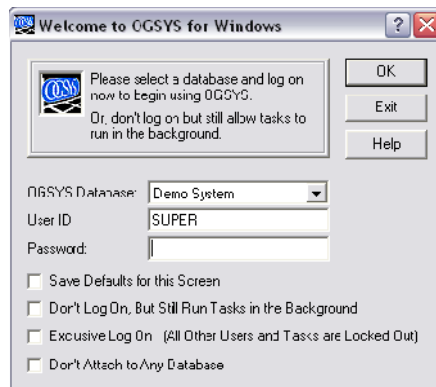 Welcome to OGSYS for Windows
OGSYS
Please select a database and log on
now to begin using OGSYS.
Or, don't log on but still allow tasks to
run in the background.
OK
Exit
Help
OGSYS Database: Demo System
User ID SUPER
Password:
Save Defaults for this Screen
Don't Log On, But Still Run Tasks in the Background
Excusive Log On (All Other Users and Tasks are Locked Out)
Don't Attach to Any Database